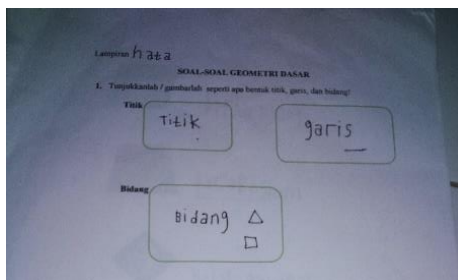 Lampiran hata
SOAL-SOAL GEOMETRI DASAR
1. Tunjukkanlah / gambarlah seperti apa bentuk titik, garis, dan bidang!
Titik
Titik
garis
Bidang
Bidang